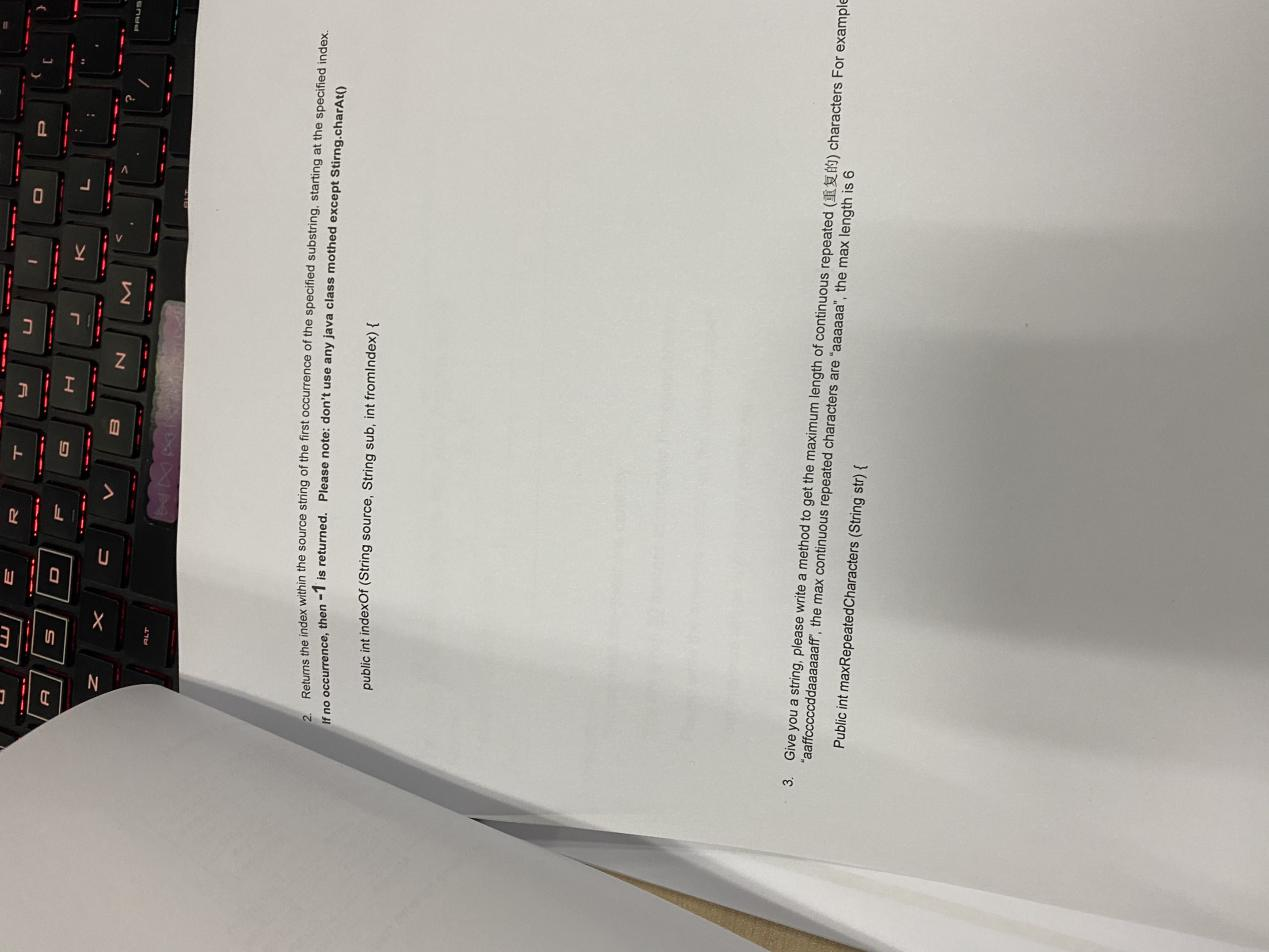 2. Returns the index within the source string of the first occurrence of the specified substring, starting at the specified index.
If no occurrence, then -1 is returned. Please note: don't use any java class mothed except Stirng.charAt()
public int indexOf (String source, String sub, int fromIndex) {
3. Give you a string, please write a method to get the maximum length of continuous repeated (重复的) characters For example
"aaffcccccddaaaaaaff", the max continuous repeated characters are "aaaaaa", the max length is 6
Public int maxRepeatedCharacters (String str) {
PAUS
P
O
I
U
Y
T
R
E
W
L
K
J
H
G
F
D
S
A
? /
> .
< ,
M
N
B
V
C
X
Z
ALT
ALT